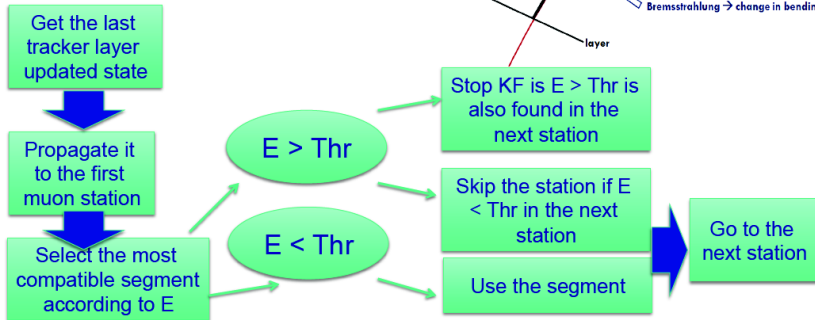 Bremsstrahlung → change in bendin
layer
Get the last
tracker layer
updated state
Propagate it
to the first
muon station
Select the most
compatible segment
according to E
E > Thr
E < Thr
Stop KF is E > Thr is
also found in the
next station
Skip the station if E
< Thr in the next
station
Use the segment
Go to the
next station